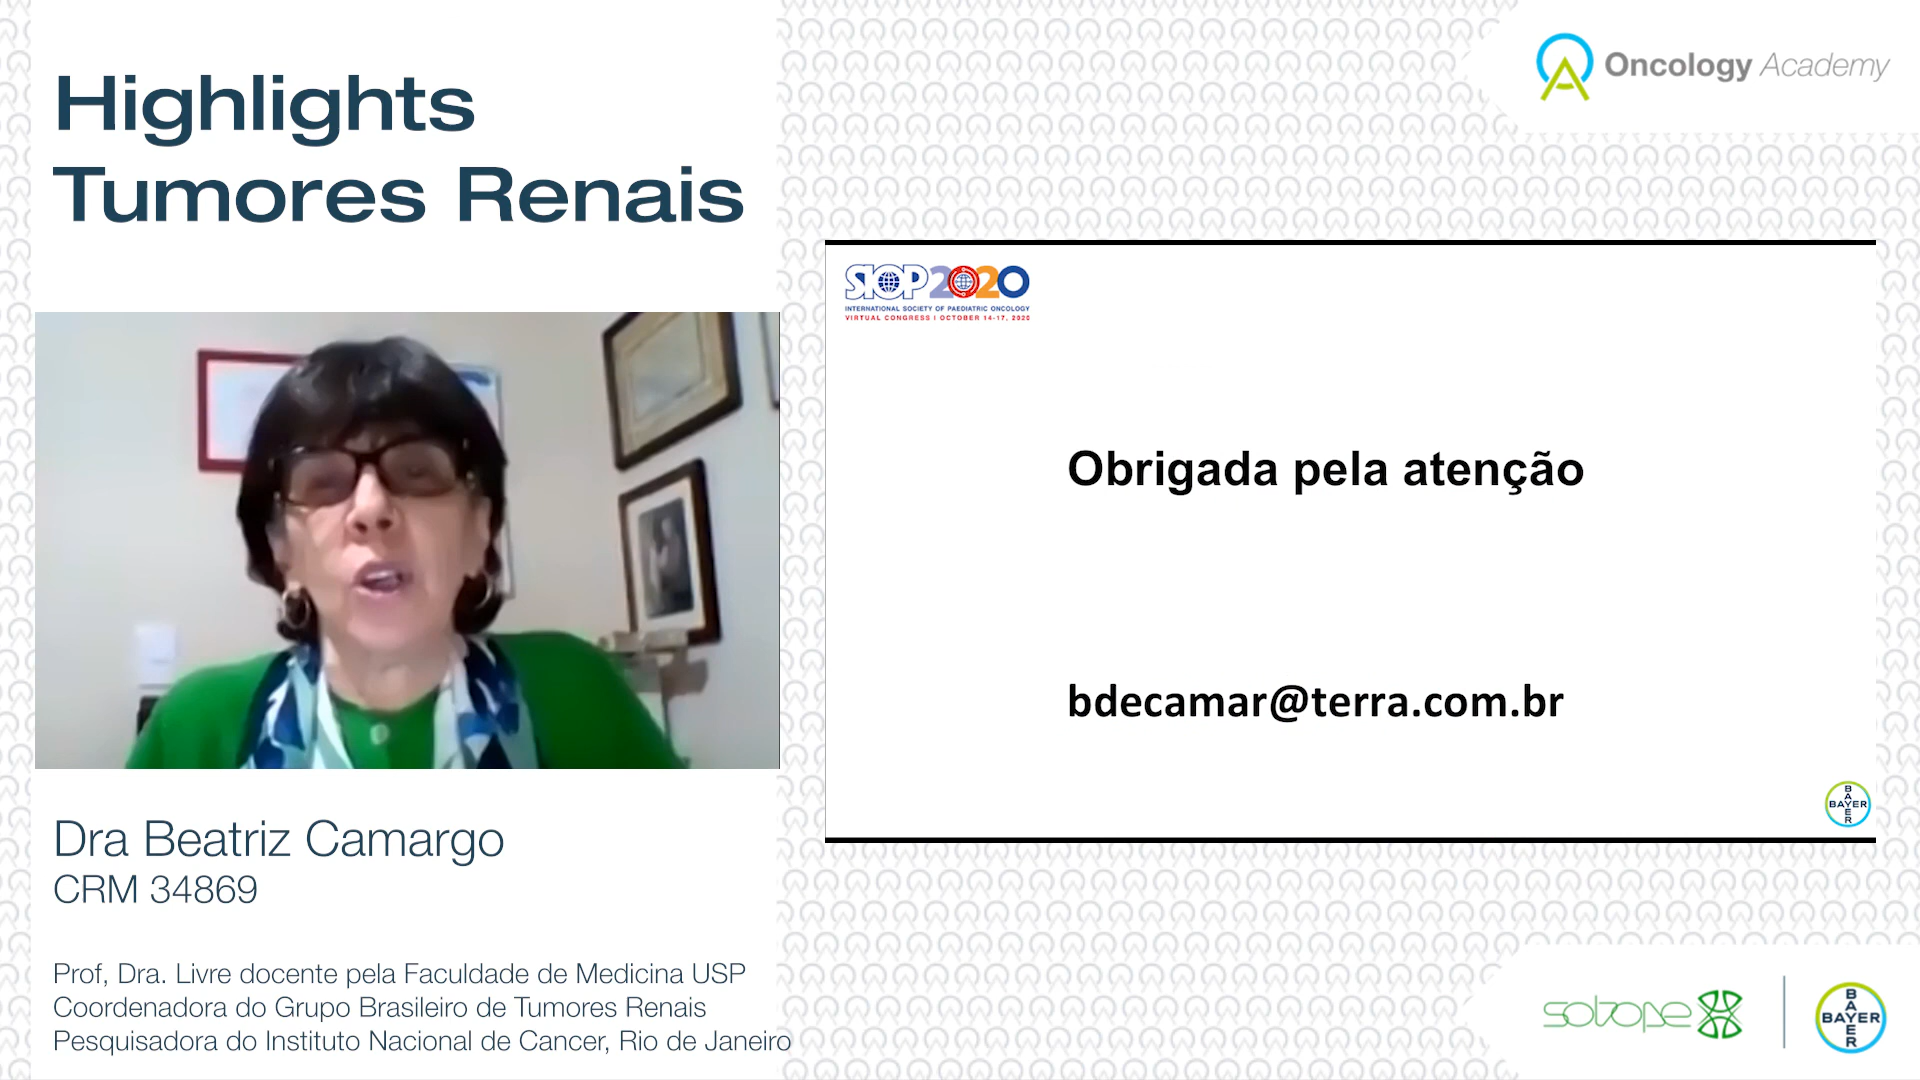 Highlights
Tumores Renais
Oncology Academy
SIOP 2020
INTERNATIONAL SOCIETY OF PAEDIATRIC ONCOLOGY
VIRTUAL CONGRESS | OCTOBER 14-17, 2020
Obrigada pela atenção
bdecamar@terra.com.br
BAYER
BAYER
Dra Beatriz Camargo
CRM 34869
Prof, Dra. Livre docente pela Faculdade de Medicina USP
Coordenadora do Grupo Brasileiro de Tumores Renais
Pesquisadora do Instituto Nacional de Cancer, Rio de Janeiro
sobope
BAYER
BAYER